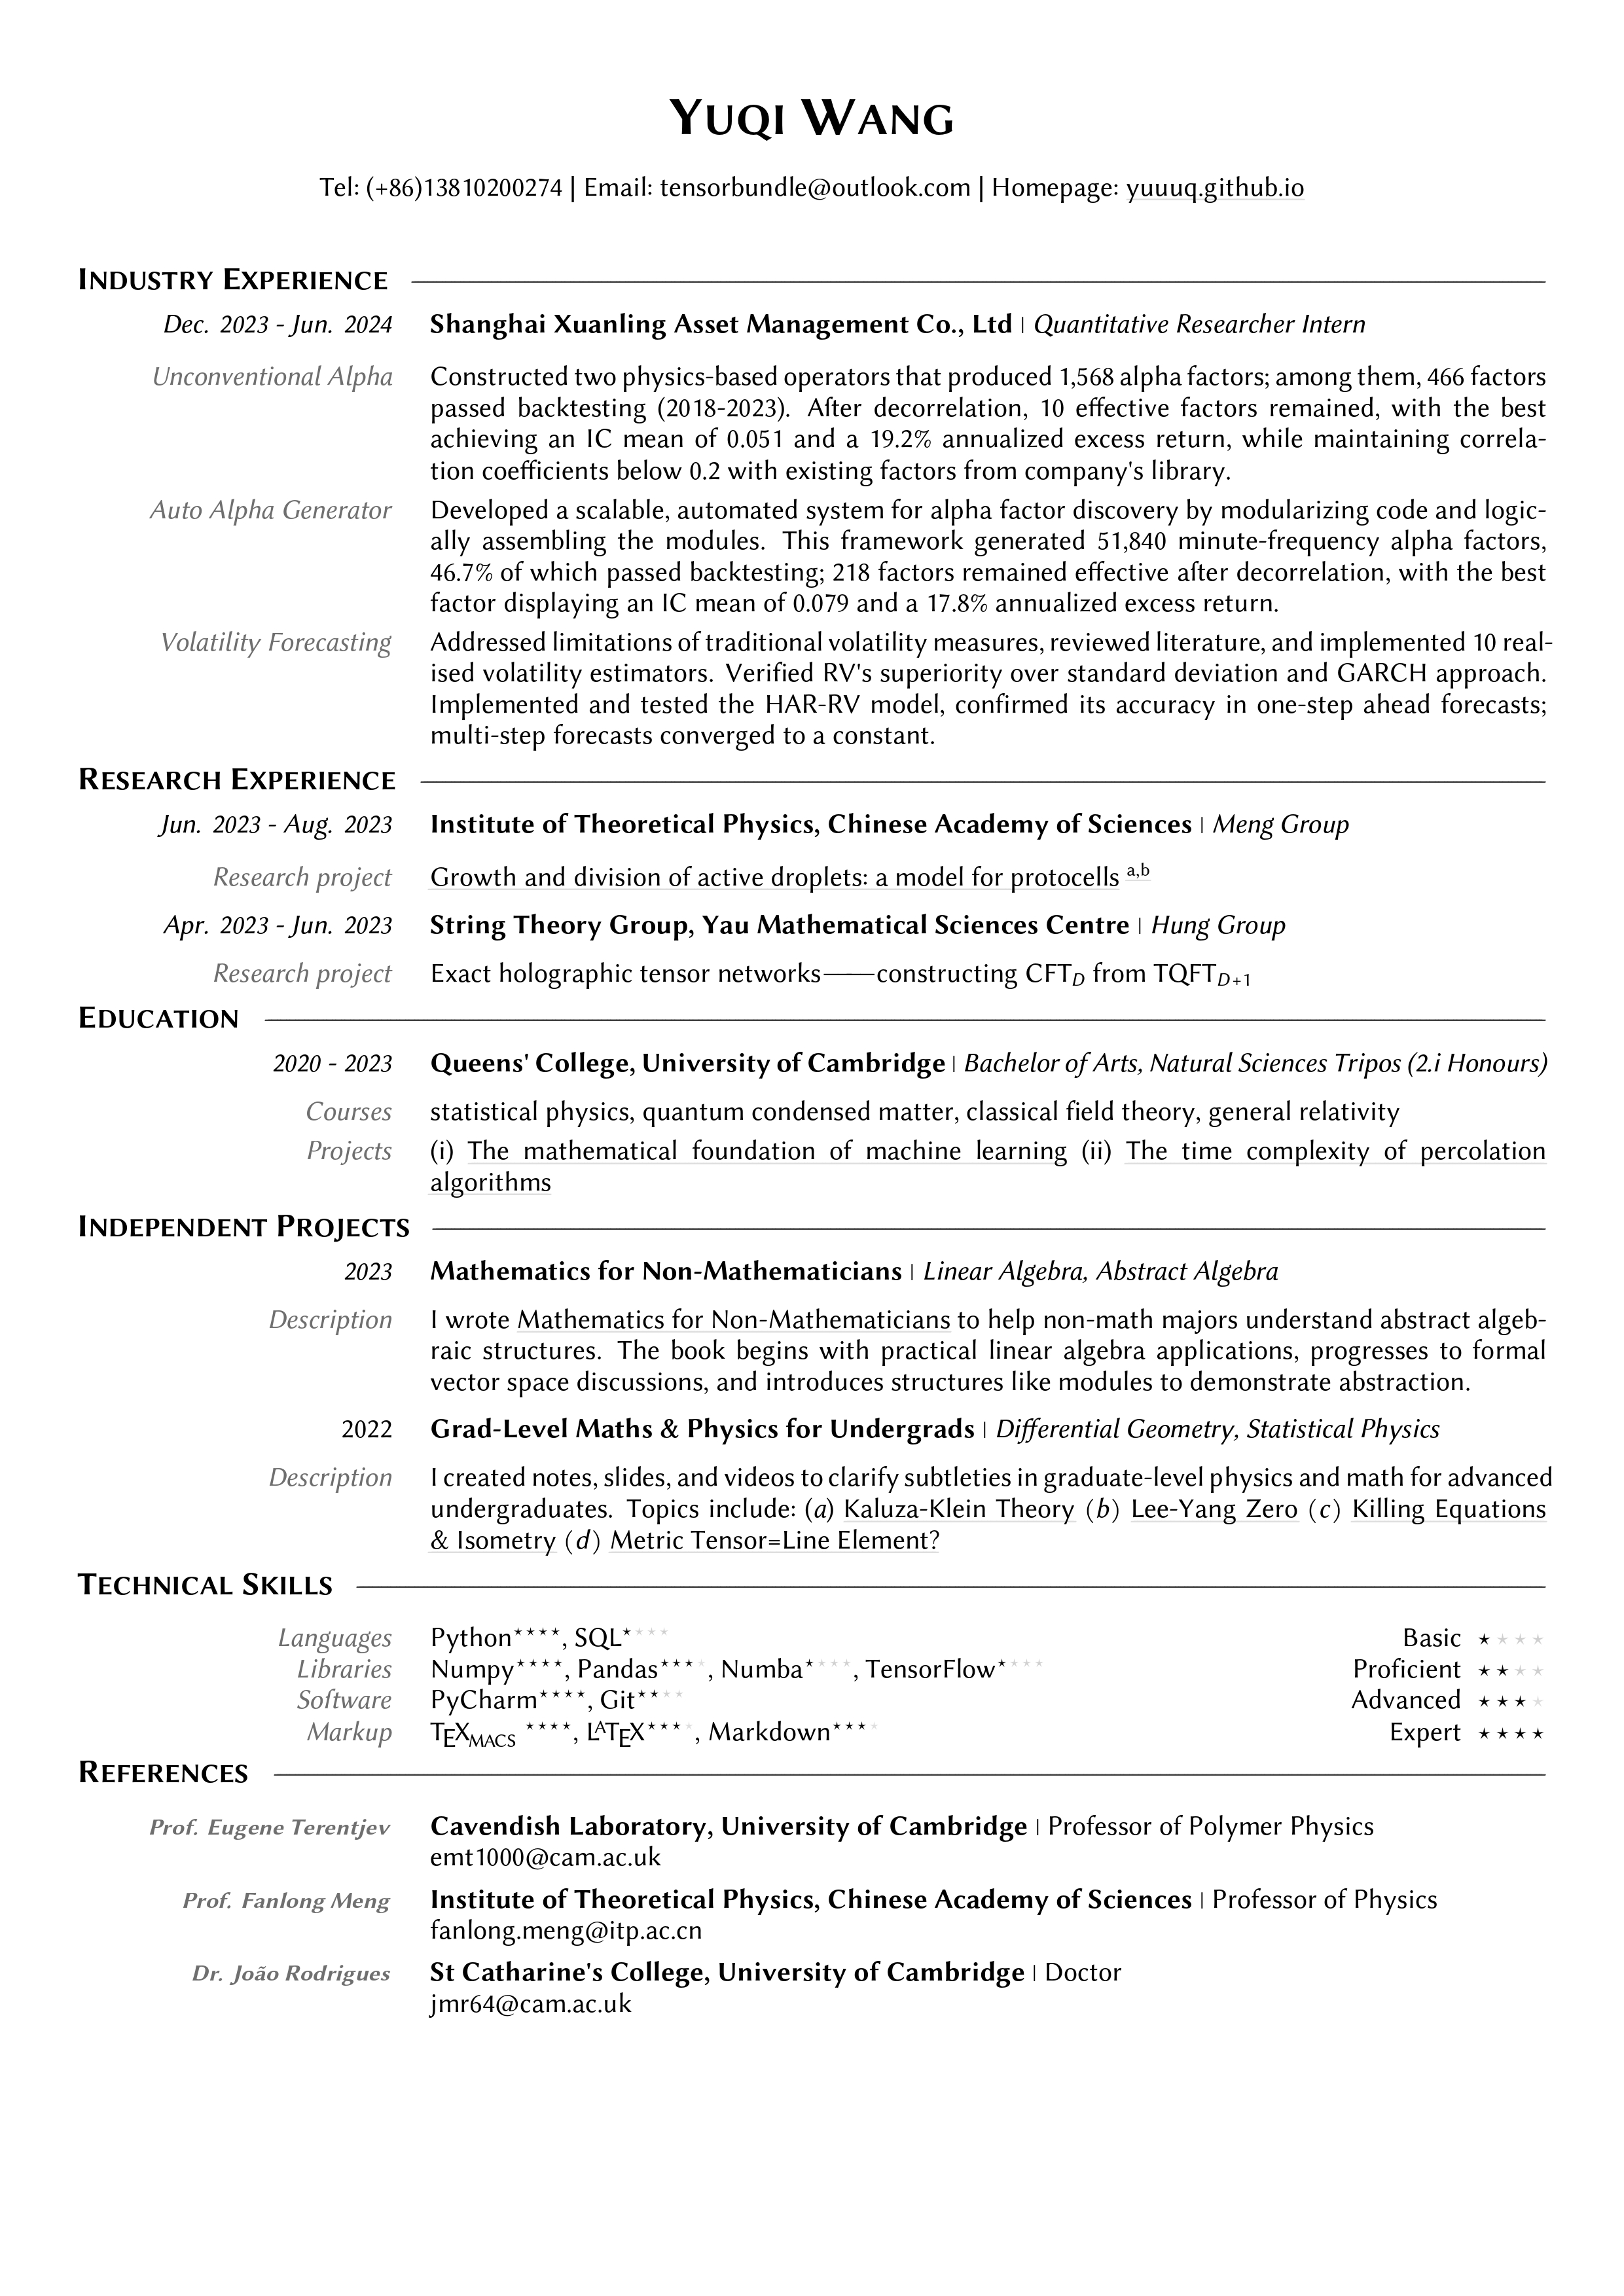 YUQI WANG
Tel: (+86)13810200274 | Email: tensorbundle@outlook.com | Homepage: yuuuq.github.io
INDUSTRY EXPERIENCE
Dec. 2023 - Jun. 2024 Shanghai Xuanling Asset Management Co., Ltd | Quantitative Researcher Intern
Unconventional Alpha Constructed two physics-based operators that produced 1,568 alpha factors; among them, 466 factors
passed backtesting (2018-2023). After decorrelation, 10 effective factors remained, with the best
achieving an IC mean of 0.051 and a 19.2% annualized excess return, while maintaining correla-
tion coefficients below 0.2 with existing factors from company's library.
Auto Alpha Generator Developed a scalable, automated system for alpha factor discovery by modularizing code and logic-
ally assembling the modules. This framework generated 51,840 minute-frequency alpha factors,
46.7% of which passed backtesting; 218 factors remained effective after decorrelation, with the best
factor displaying an IC mean of 0.079 and a 17.8% annualized excess return.
Volatility Forecasting Addressed limitations of traditional volatility measures, reviewed literature, and implemented 10 real-
ised volatility estimators. Verified RV's superiority over standard deviation and GARCH approach.
Implemented and tested the HAR-RV model, confirmed its accuracy in one-step ahead forecasts;
multi-step forecasts converged to a constant.
RESEARCH EXPERIENCE
Jun. 2023 - Aug. 2023 Institute of Theoretical Physics, Chinese Academy of Sciences | Meng Group
Research project Growth and division of active droplets: a model for protocells a,b
Apr. 2023 - Jun. 2023 String Theory Group, Yau Mathematical Sciences Centre | Hung Group
Research project Exact holographic tensor networks——constructing CFT_D from TQFT_D+1
EDUCATION
2020 - 2023 Queens' College, University of Cambridge | Bachelor of Arts, Natural Sciences Tripos (2.i Honours)
Courses statistical physics, quantum condensed matter, classical field theory, general relativity
Projects (i) The mathematical foundation of machine learning (ii) The time complexity of percolation
algorithms
INDEPENDENT PROJECTS
2023 Mathematics for Non-Mathematicians | Linear Algebra, Abstract Algebra
Description I wrote Mathematics for Non-Mathematicians to help non-math majors understand abstract algeb-
raic structures. The book begins with practical linear algebra applications, progresses to formal
vector space discussions, and introduces structures like modules to demonstrate abstraction.
2022 Grad-Level Maths & Physics for Undergrads | Differential Geometry, Statistical Physics
Description I created notes, slides, and videos to clarify subtleties in graduate-level physics and math for advanced
undergraduates. Topics include: (a) Kaluza-Klein Theory (b) Lee-Yang Zero (c) Killing Equations
& Isometry (d) Metric Tensor=Line Element?
TECHNICAL SKILLS
Languages Python★★★★, SQL★★★★ Basic ★★★★
Libraries Numpy★★★★, Pandas★★★★, Numba★★★★, TensorFlow★★★★ Proficient ★★★★
Software PyCharm★★★★, Git★★★★ Advanced ★★★★
Markup TEXMACS ★★★★, LATEX★★★★, Markdown★★★★ Expert ★★★★
REFERENCES
Prof. Eugene Terentjev Cavendish Laboratory, University of Cambridge | Professor of Polymer Physics
emt1000@cam.ac.uk
Prof. Fanlong Meng Institute of Theoretical Physics, Chinese Academy of Sciences | Professor of Physics
fanlong.meng@itp.ac.cn
Dr. João Rodrigues St Catharine's College, University of Cambridge | Doctor
jmr64@cam.ac.uk